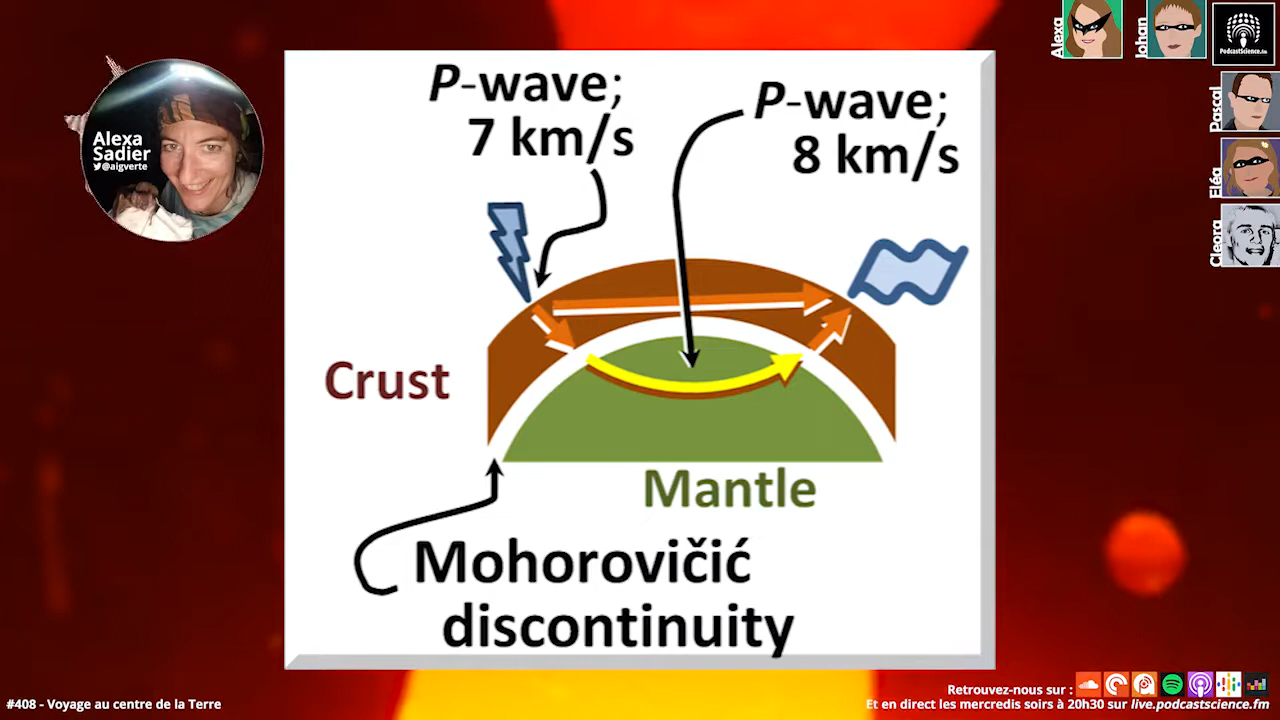 Alexa
Sadier
@aigverte
P-wave;
7 km/s
P-wave;
8 km/s
Crust
Mantle
Mohorovičić
discontinuity
Alexa
Johan
PodcastScience.fm
Pascal
Eléa
Cleora
#408 - Voyage au centre de la Terre
Retrouvez-nous sur :
Et en direct les mercredis soirs à 20h30 sur live.podcastscience.fm